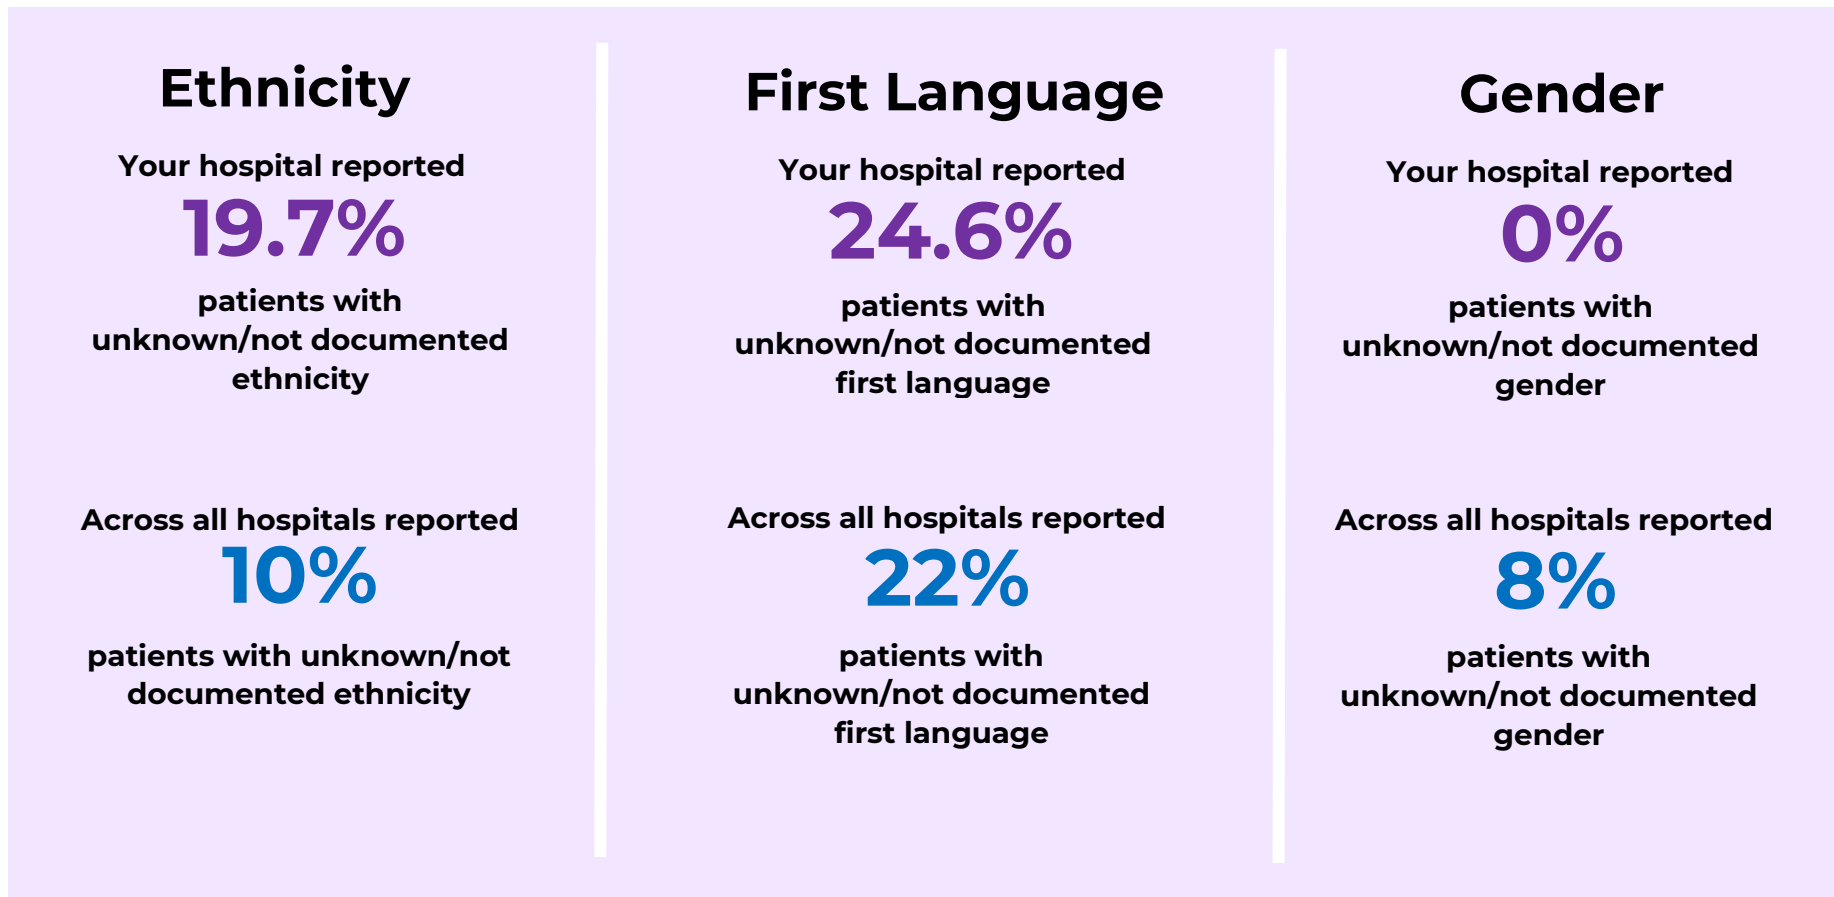 Ethnicity
Your hospital reported
19.7%
patients with
unknown/not documented
ethnicity
Across all hospitals reported
10%
patients with unknown/not
documented ethnicity
First Language
Your hospital reported
24.6%
patients with
unknown/not documented
first language
Across all hospitals reported
22%
patients with
unknown/not documented
first language
Gender
Your hospital reported
0%
patients with
unknown/not documented
gender
Across all hospitals reported
8%
patients with
unknown/not documented
gender